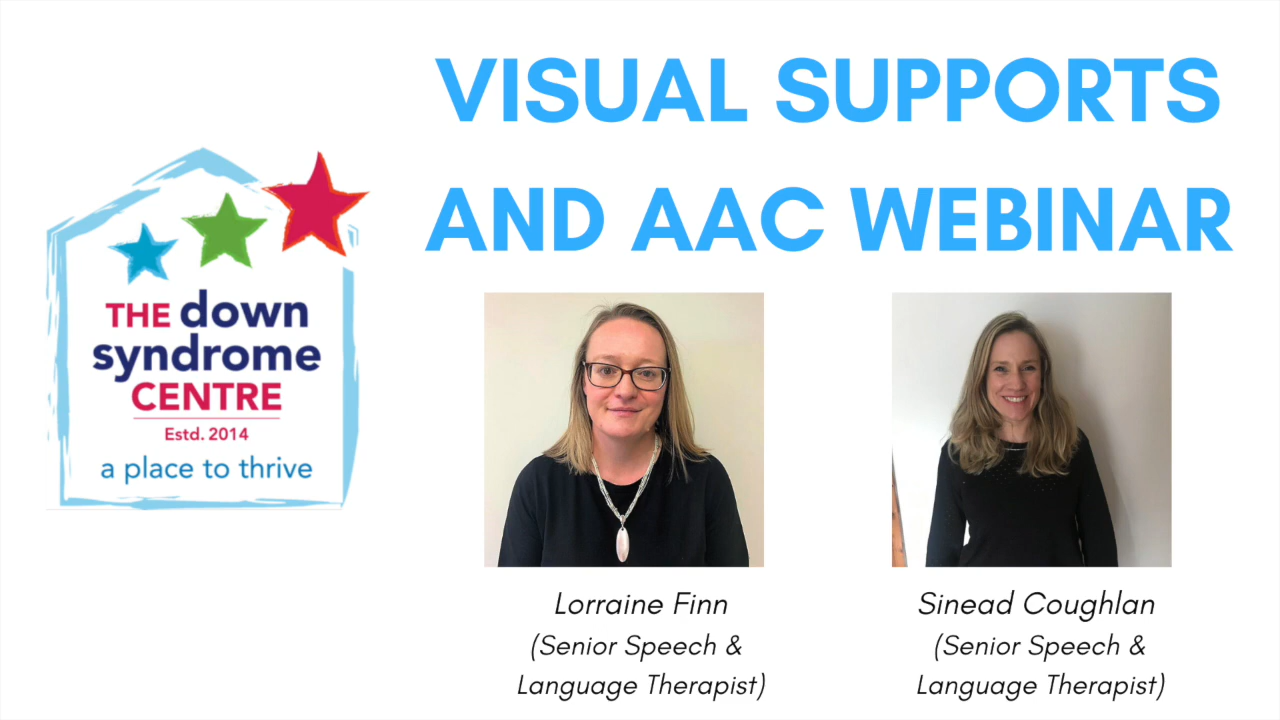 VISUAL SUPPORTS
AND AAC WEBINAR
THE down
syndrome
CENTRE
Estd. 2014
a place to thrive
Lorraine Finn
(Senior Speech &
Language Therapist)
Sinead Coughlan
(Senior Speech &
Language Therapist)